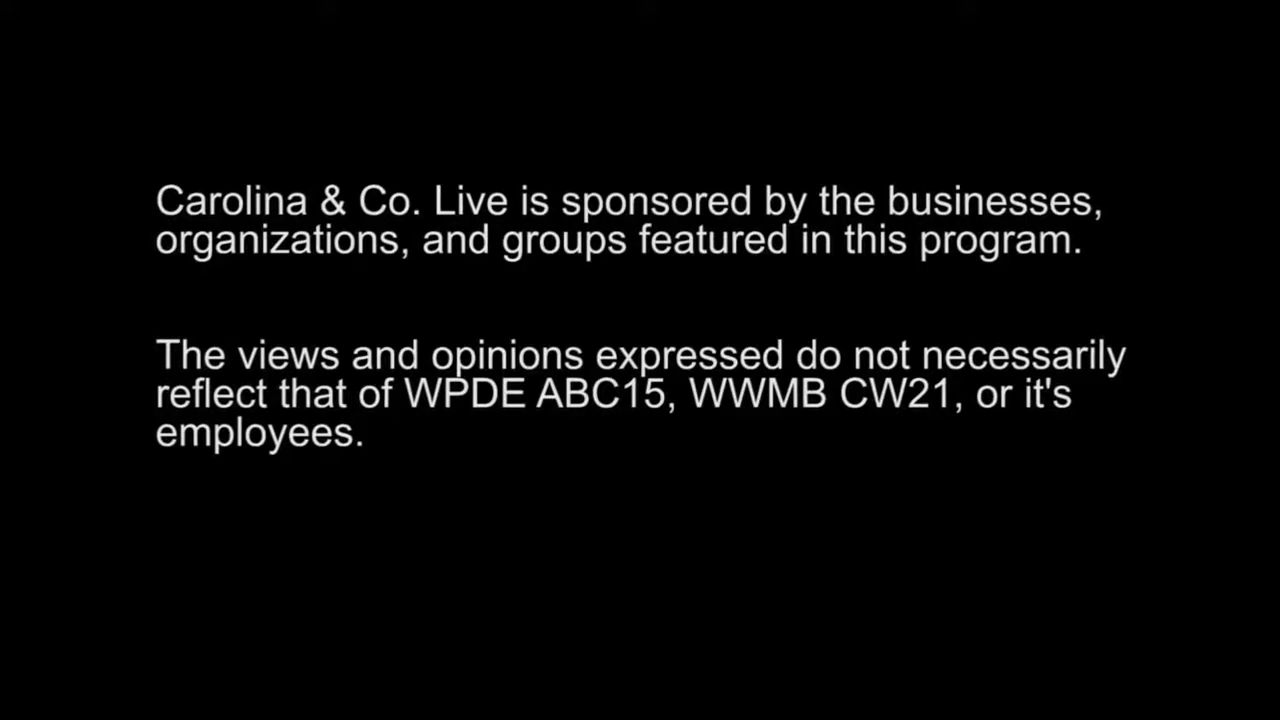 Carolina & Co. Live is sponsored by the businesses,
organizations, and groups featured in this program.
The views and opinions expressed do not necessarily
reflect that of WPDE ABC15, WWMB CW21, or it's
employees.